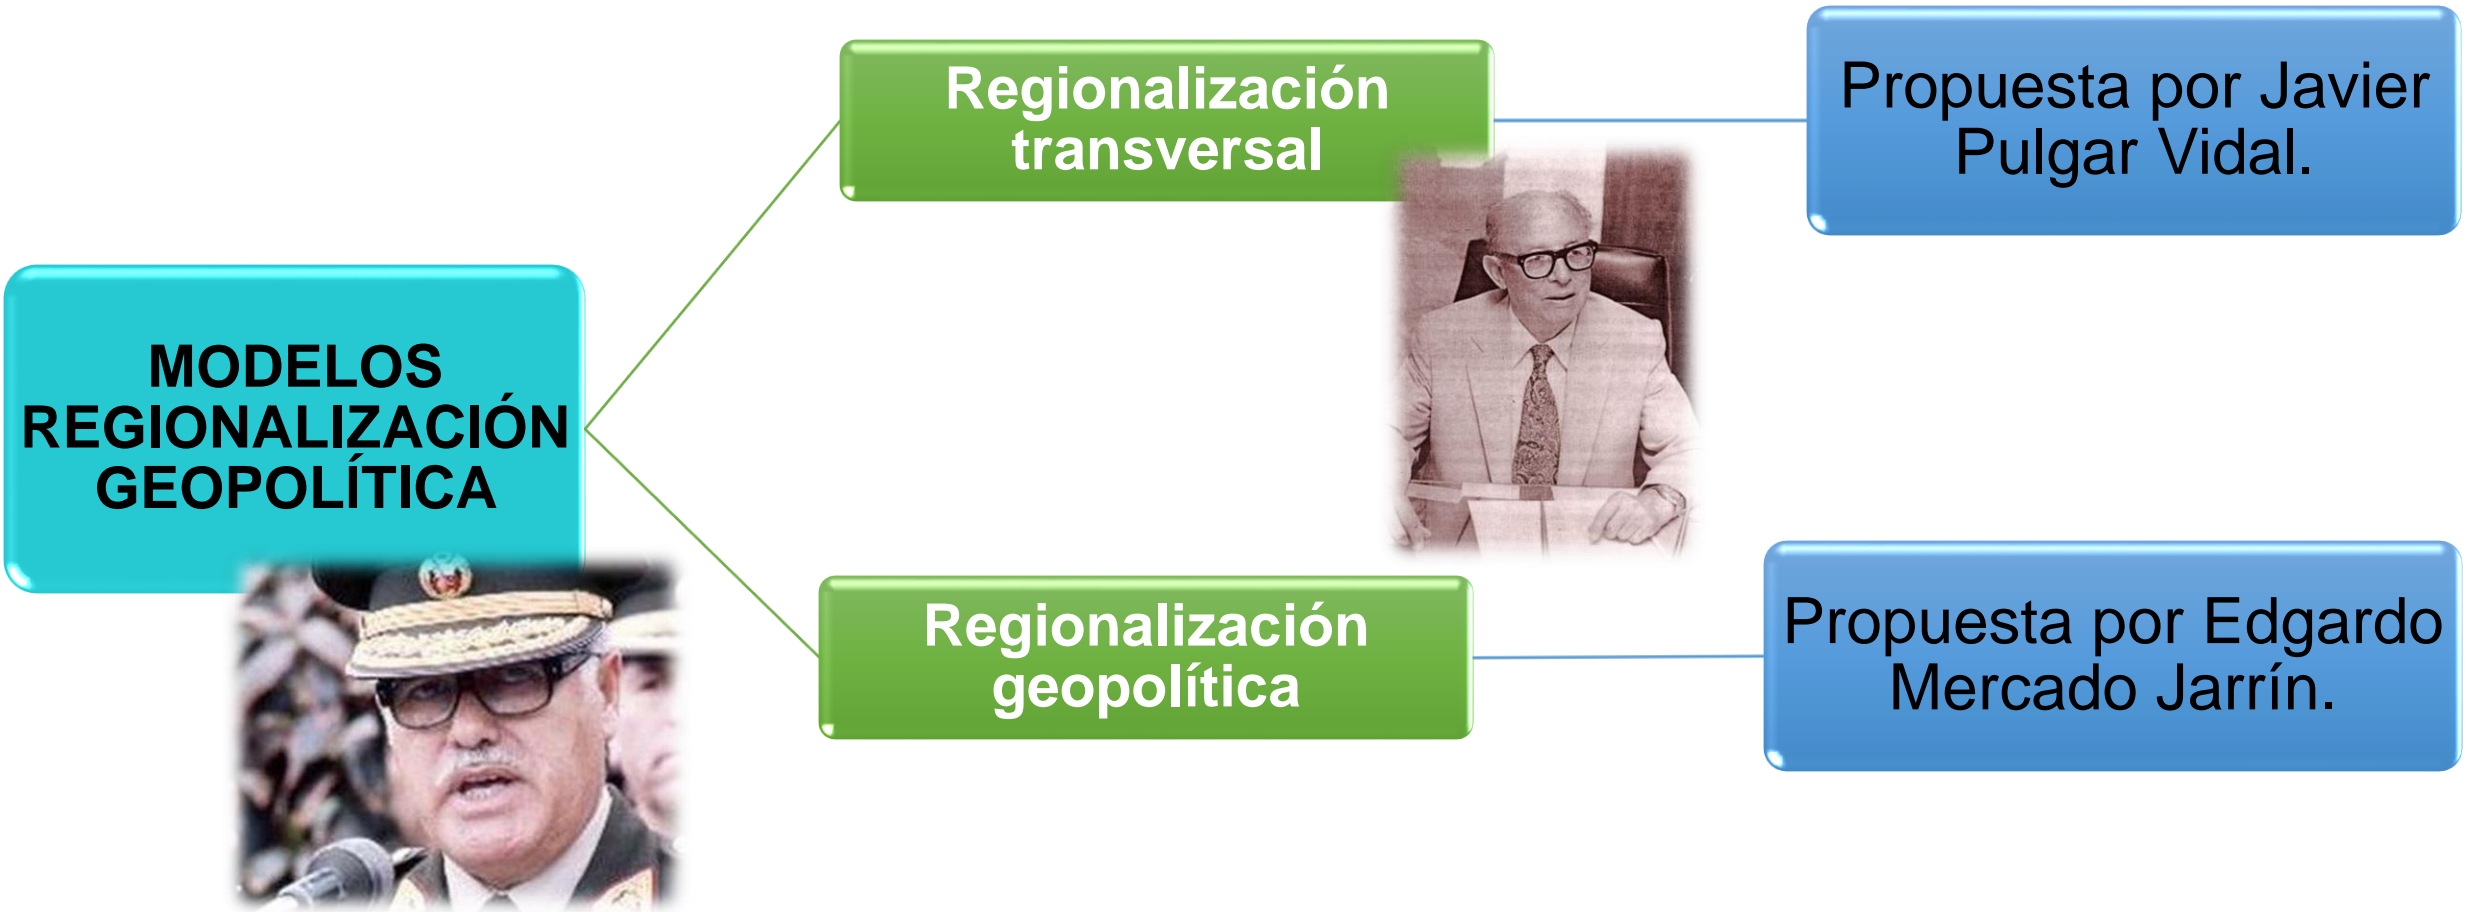 MODELOS
REGIONALIZACIÓN
GEOPOLÍTICA
Regionalización
transversal
Propuesta por Javier
Pulgar Vidal.
Regionalización
geopolítica
Propuesta por Edgardo
Mercado Jarrín.